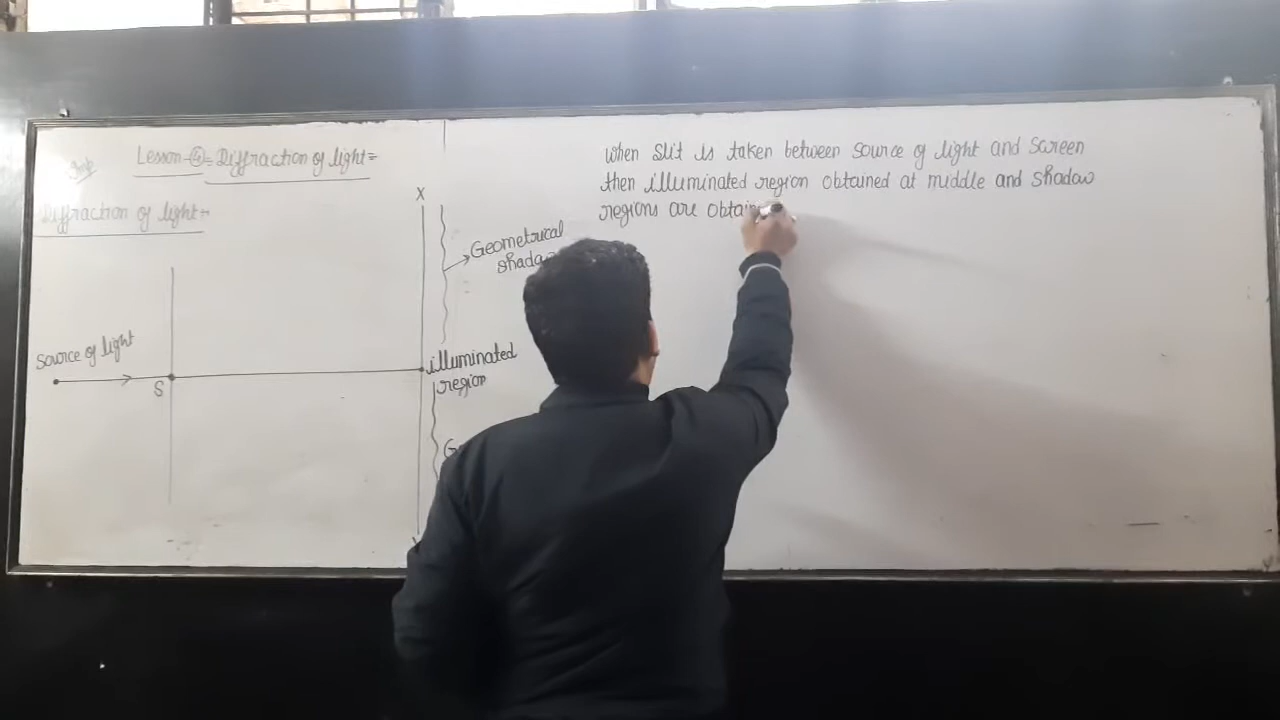 Lesson-④= Diffraction of light=
Diffraction of light:-
X
Geometrical
shadow
Source of light
S
illuminated
region
When slit is taken between source of light and screen
then illuminated region obtained at middle and shadow
regions are obtain